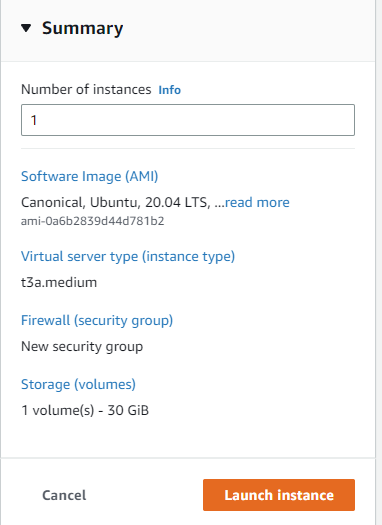 Summary
Number of instances Info
1
Software Image (AMI)
Canonical, Ubuntu, 20.04 LTS, ...read more
ami-0a6b2839d44d781b2
Virtual server type (instance type)
t3a.medium
Firewall (security group)
New security group
Storage (volumes)
1 volume(s) - 30 GiB
Cancel Launch instance